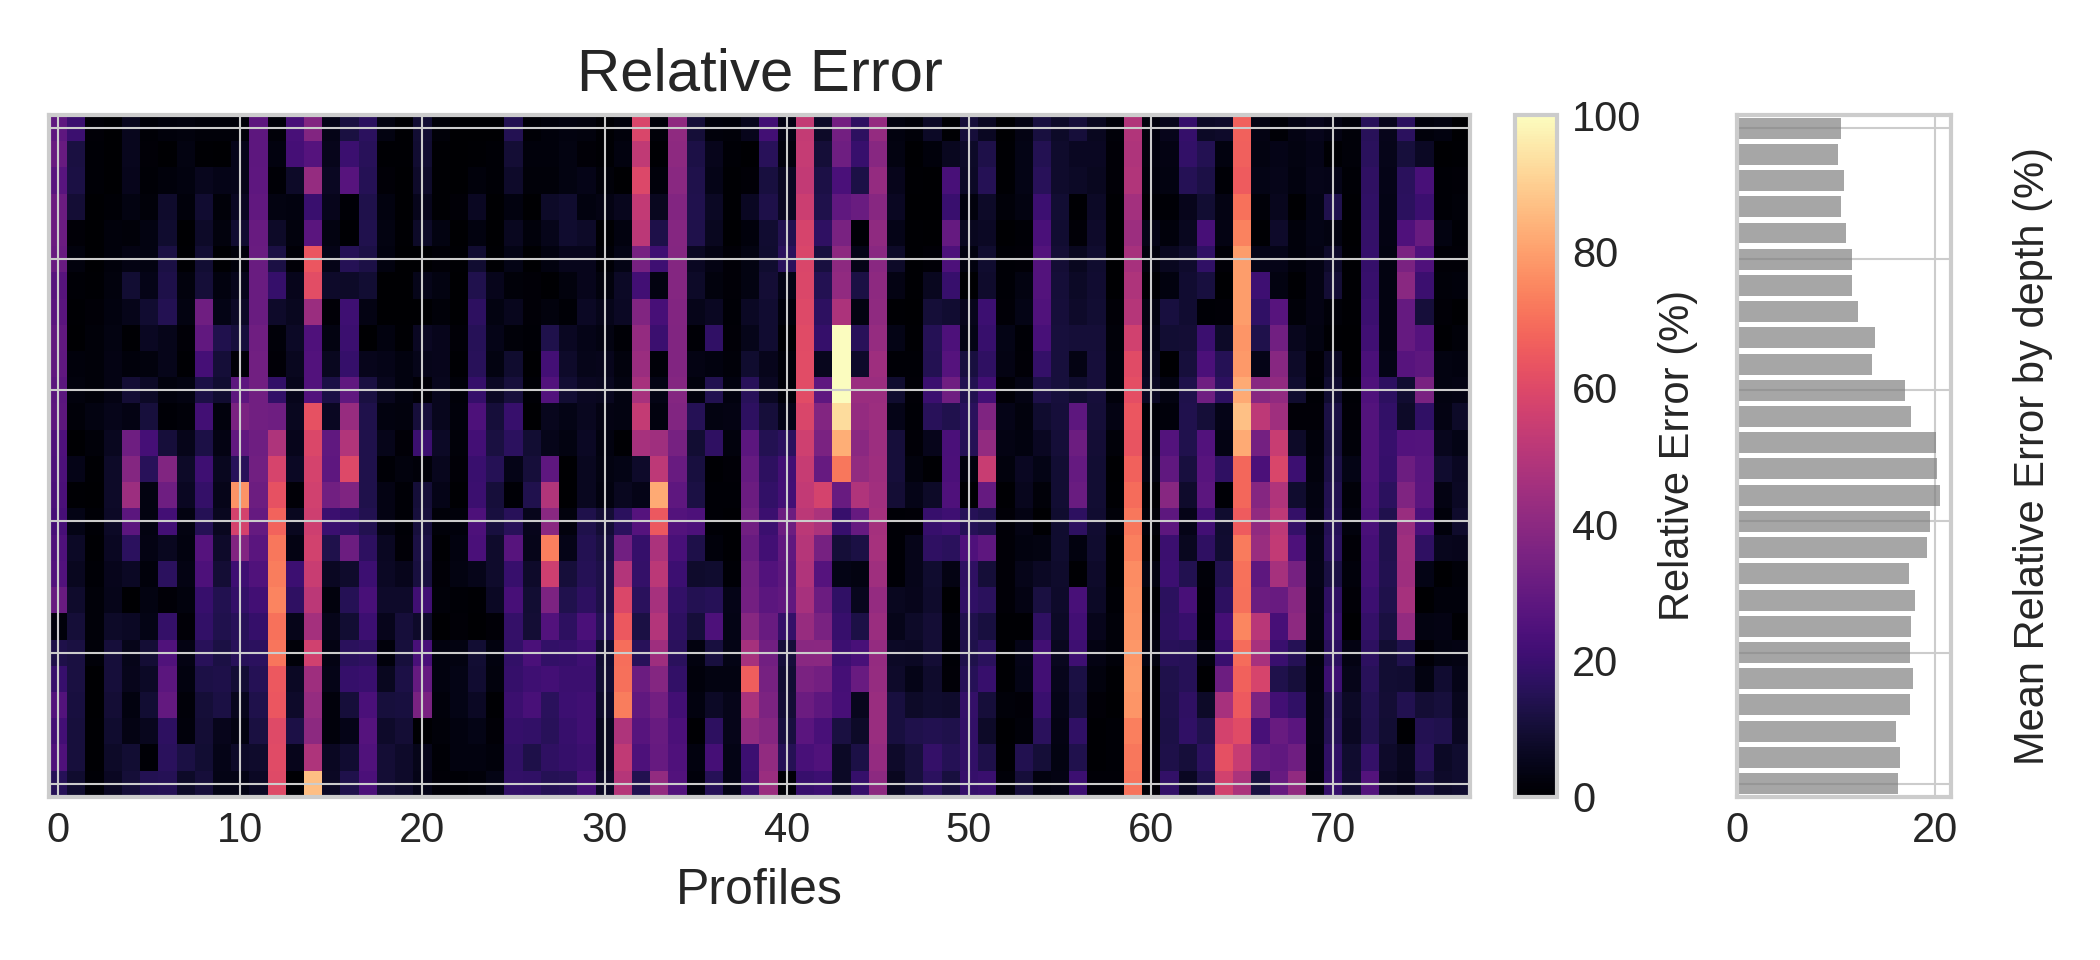 Relative Error
0 10 20 30 40 50 60 70
Profiles
100
80
60
40
20
0
Relative Error (%)
0 20
Mean Relative Error by depth (%)